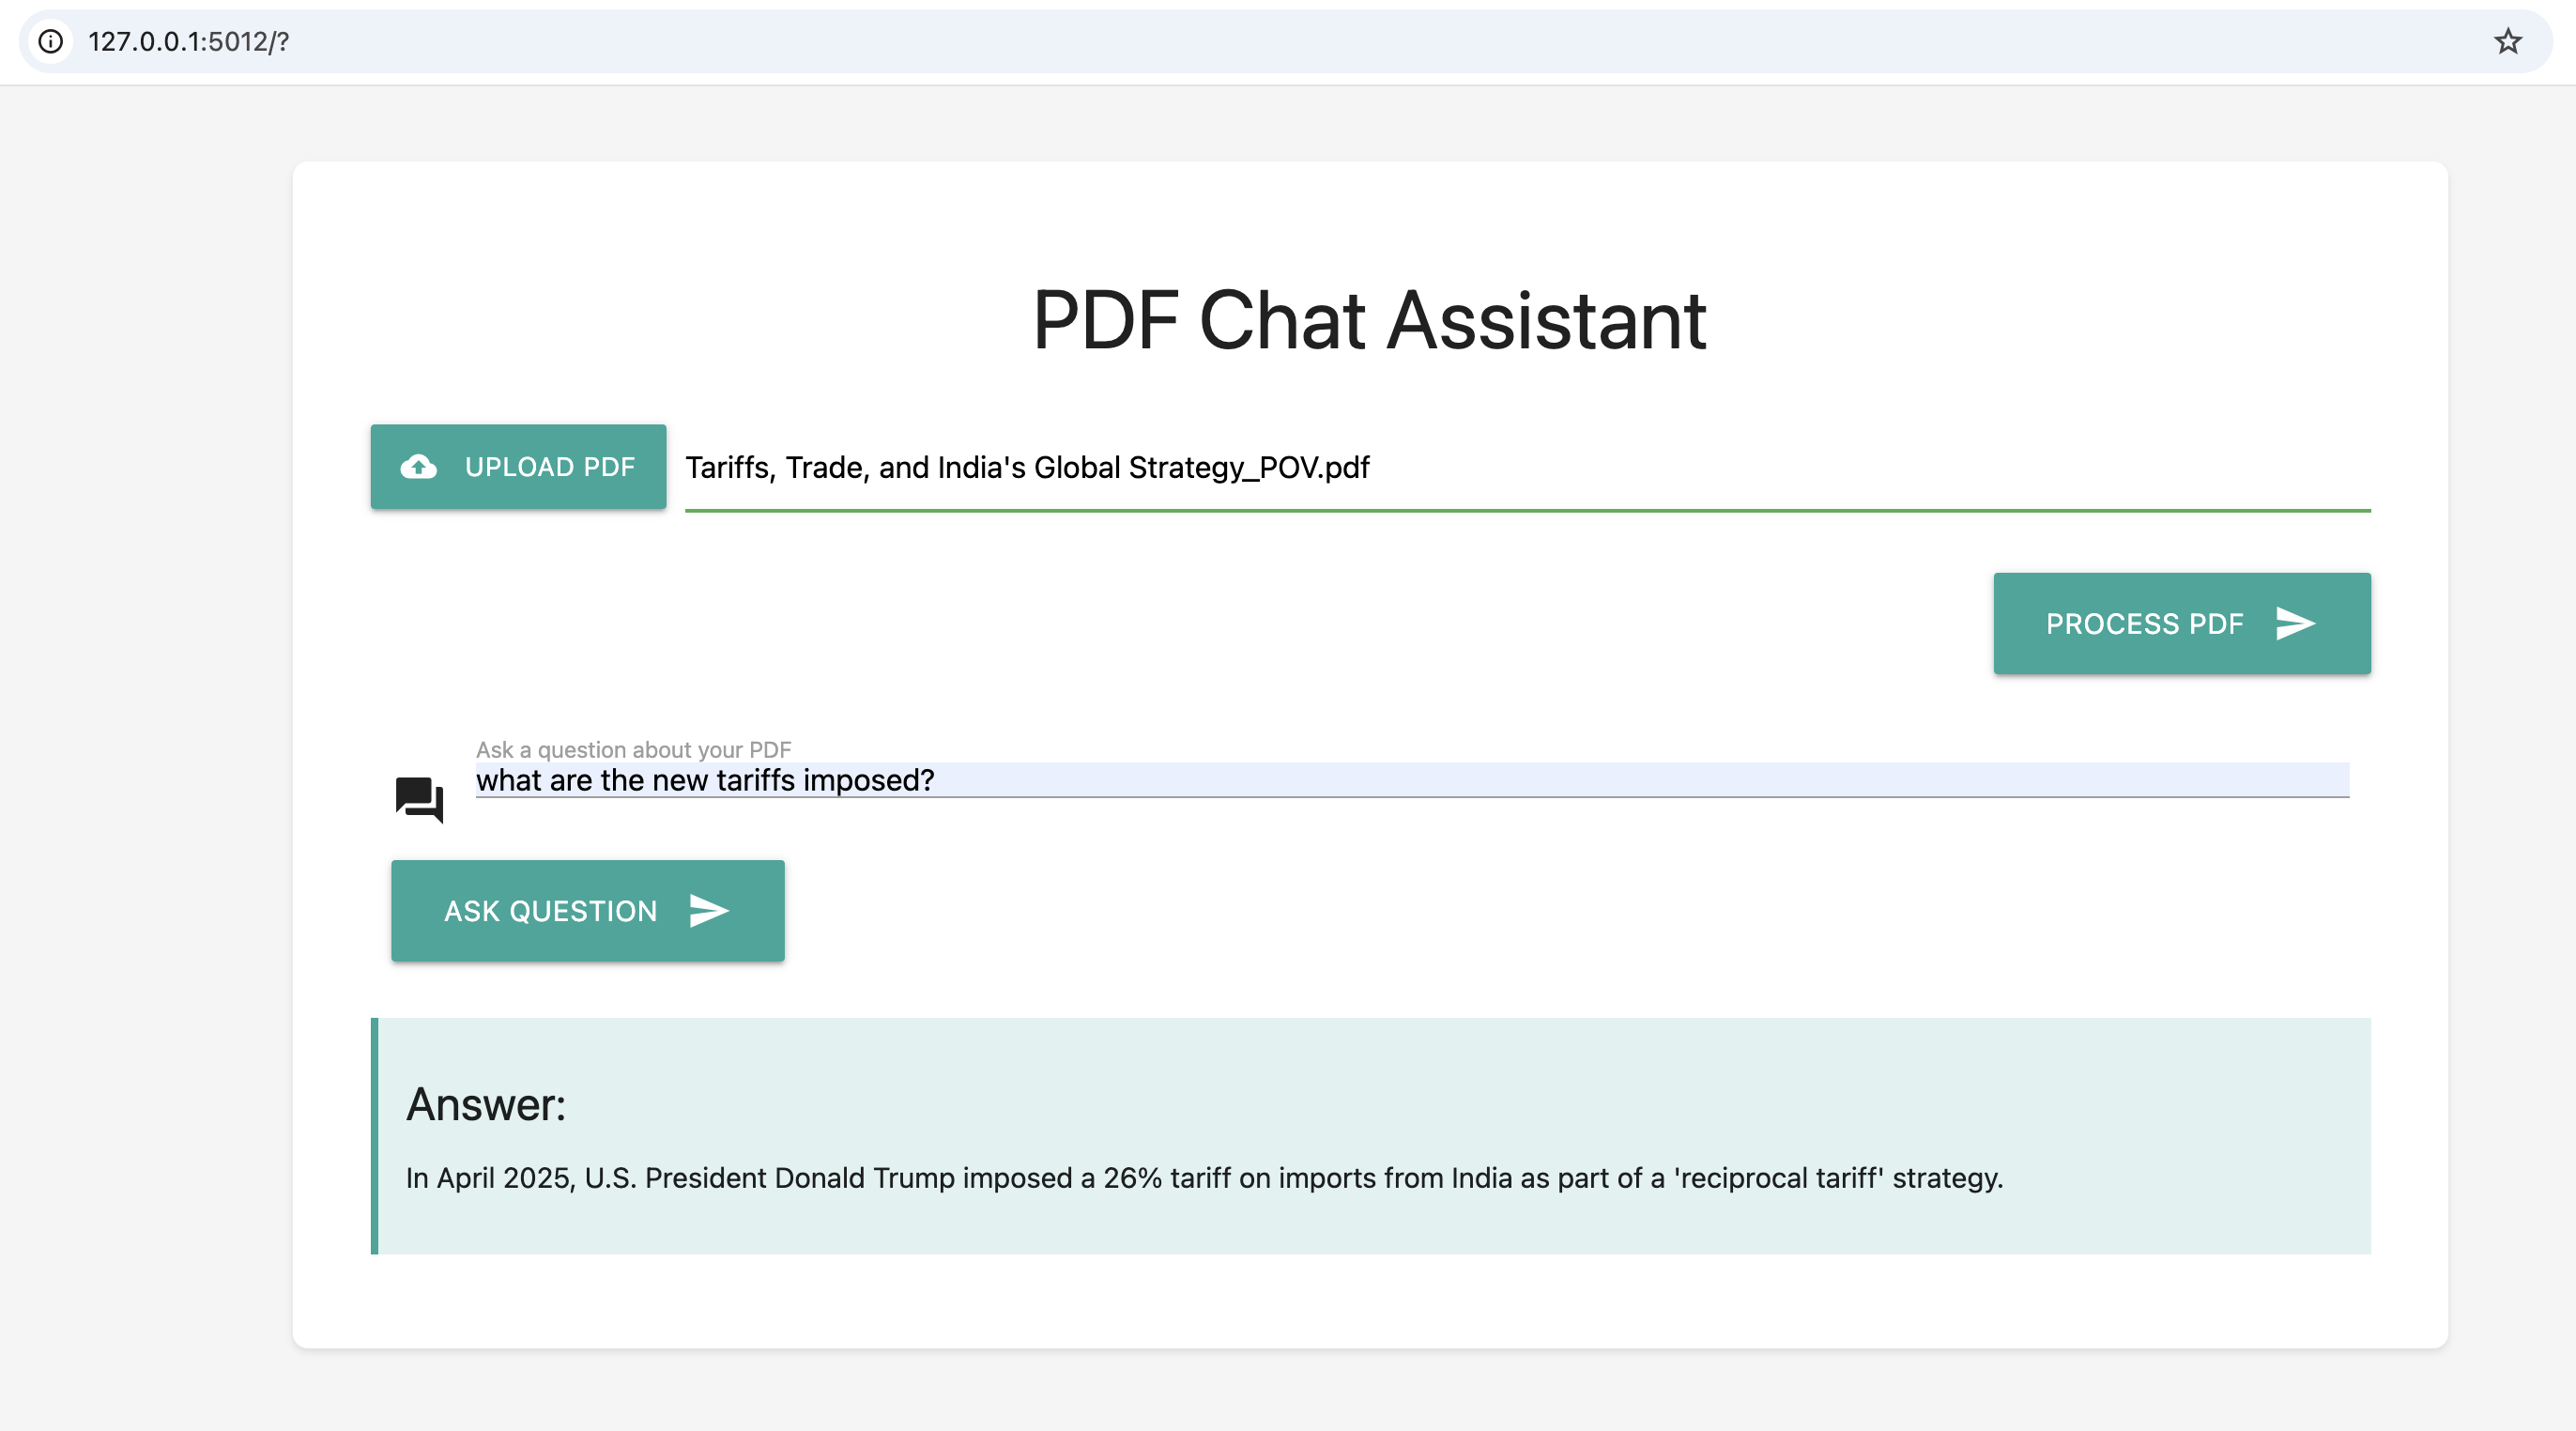 127.0.0.1:5012/?
PDF Chat Assistant
UPLOAD PDF
Tariffs, Trade, and India's Global Strategy_POV.pdf
PROCESS PDF
Ask a question about your PDF
what are the new tariffs imposed?
ASK QUESTION
Answer:
In April 2025, U.S. President Donald Trump imposed a 26% tariff on imports from India as part of a 'reciprocal tariff' strategy.